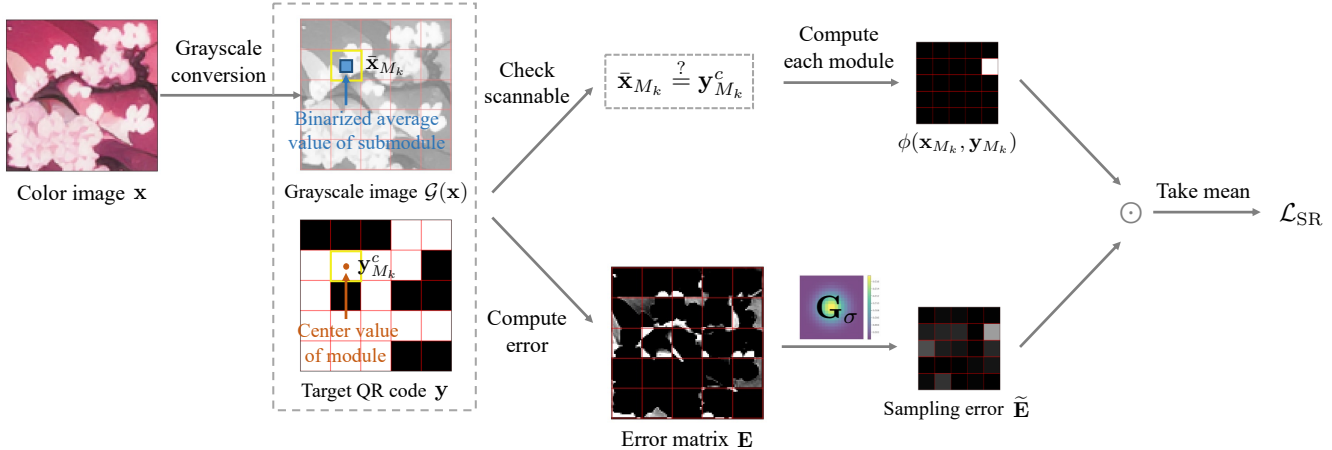 Color image x
Grayscale
conversion
x̄_{M_k}
Binarized average
value of submodule
Grayscale image 𝒢(x)
y^c_{M_k}
Center value
of module
Target QR code y
Check
scannable
x̄_{M_k} ≟ y^c_{M_k}
Compute
each module
ϕ(x_{M_k}, y_{M_k})
Compute
error
Error matrix E
G_σ
Sampling error Ẽ
⊙
Take mean
ℒ_SR